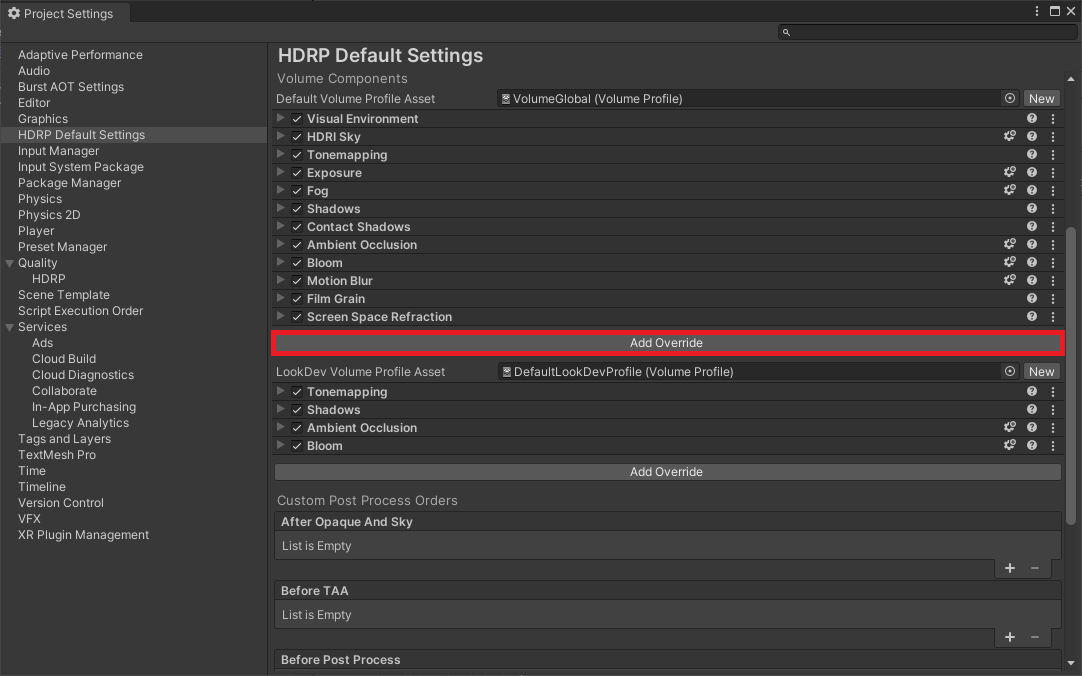 Project Settings
Adaptive Performance
Audio
Burst AOT Settings
Editor
Graphics
HDRP Default Settings
Input Manager
Input System Package
Package Manager
Physics
Physics 2D
Player
Preset Manager
Quality
HDRP
Scene Template
Script Execution Order
Services
Ads
Cloud Build
Cloud Diagnostics
Collaborate
In-App Purchasing
Legacy Analytics
Tags and Layers
TextMesh Pro
Time
Timeline
Version Control
VFX
XR Plugin Management
HDRP Default Settings
Volume Components
Default Volume Profile Asset VolumeGlobal (Volume Profile) New
Visual Environment
HDRI Sky
Tonemapping
Exposure
Fog
Shadows
Contact Shadows
Ambient Occlusion
Bloom
Motion Blur
Film Grain
Screen Space Refraction
Add Override
LookDev Volume Profile Asset DefaultLookDevProfile (Volume Profile) New
Tonemapping
Shadows
Ambient Occlusion
Bloom
Add Override
Custom Post Process Orders
After Opaque And Sky
List is Empty
+ −
Before TAA
List is Empty
+ −
Before Post Process